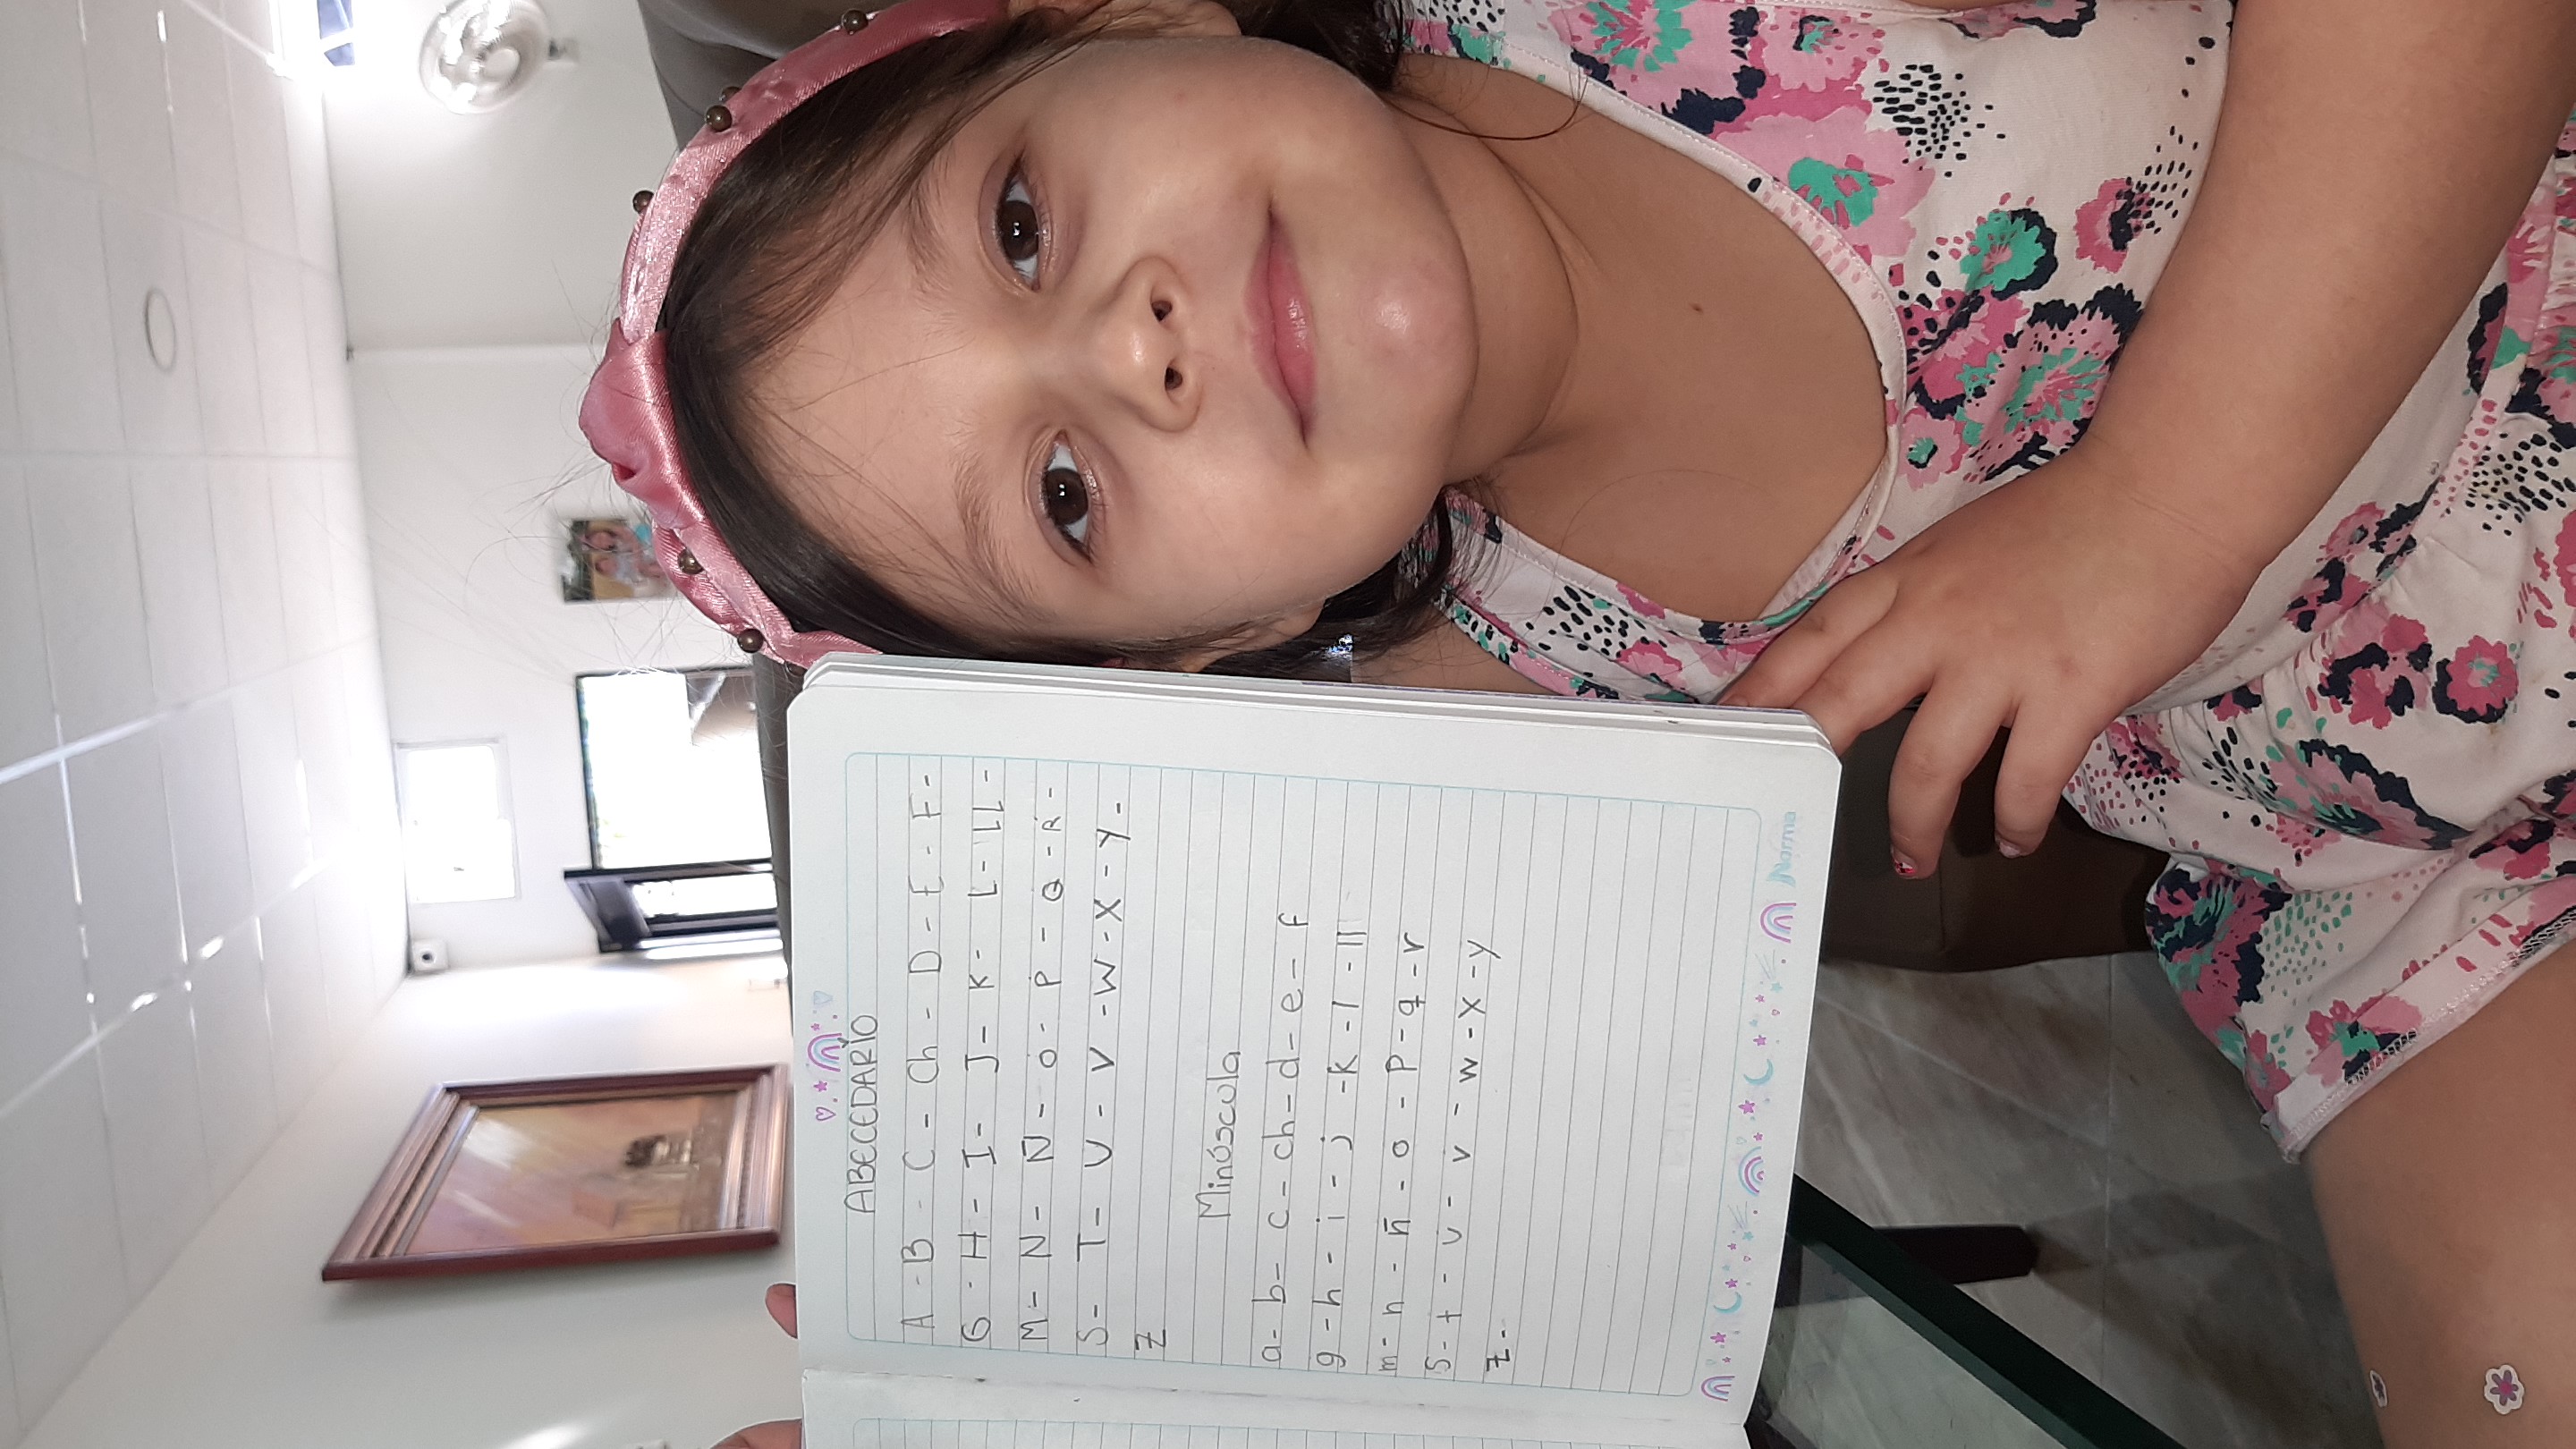 ABECEDARIO
A - B - C - Ch - D - E - F -
G - H - I - J - K - L - LL -
M - N - Ñ - O - P - Q - R -
S - T - U - V - W - X - Y -
Z
Minúscula
a - b - c - ch - d - e - f
g - h - i - j - k - l - ll
m - n - ñ - o - p - q - r
s - t - u - v - w - x - y
z -
Norma